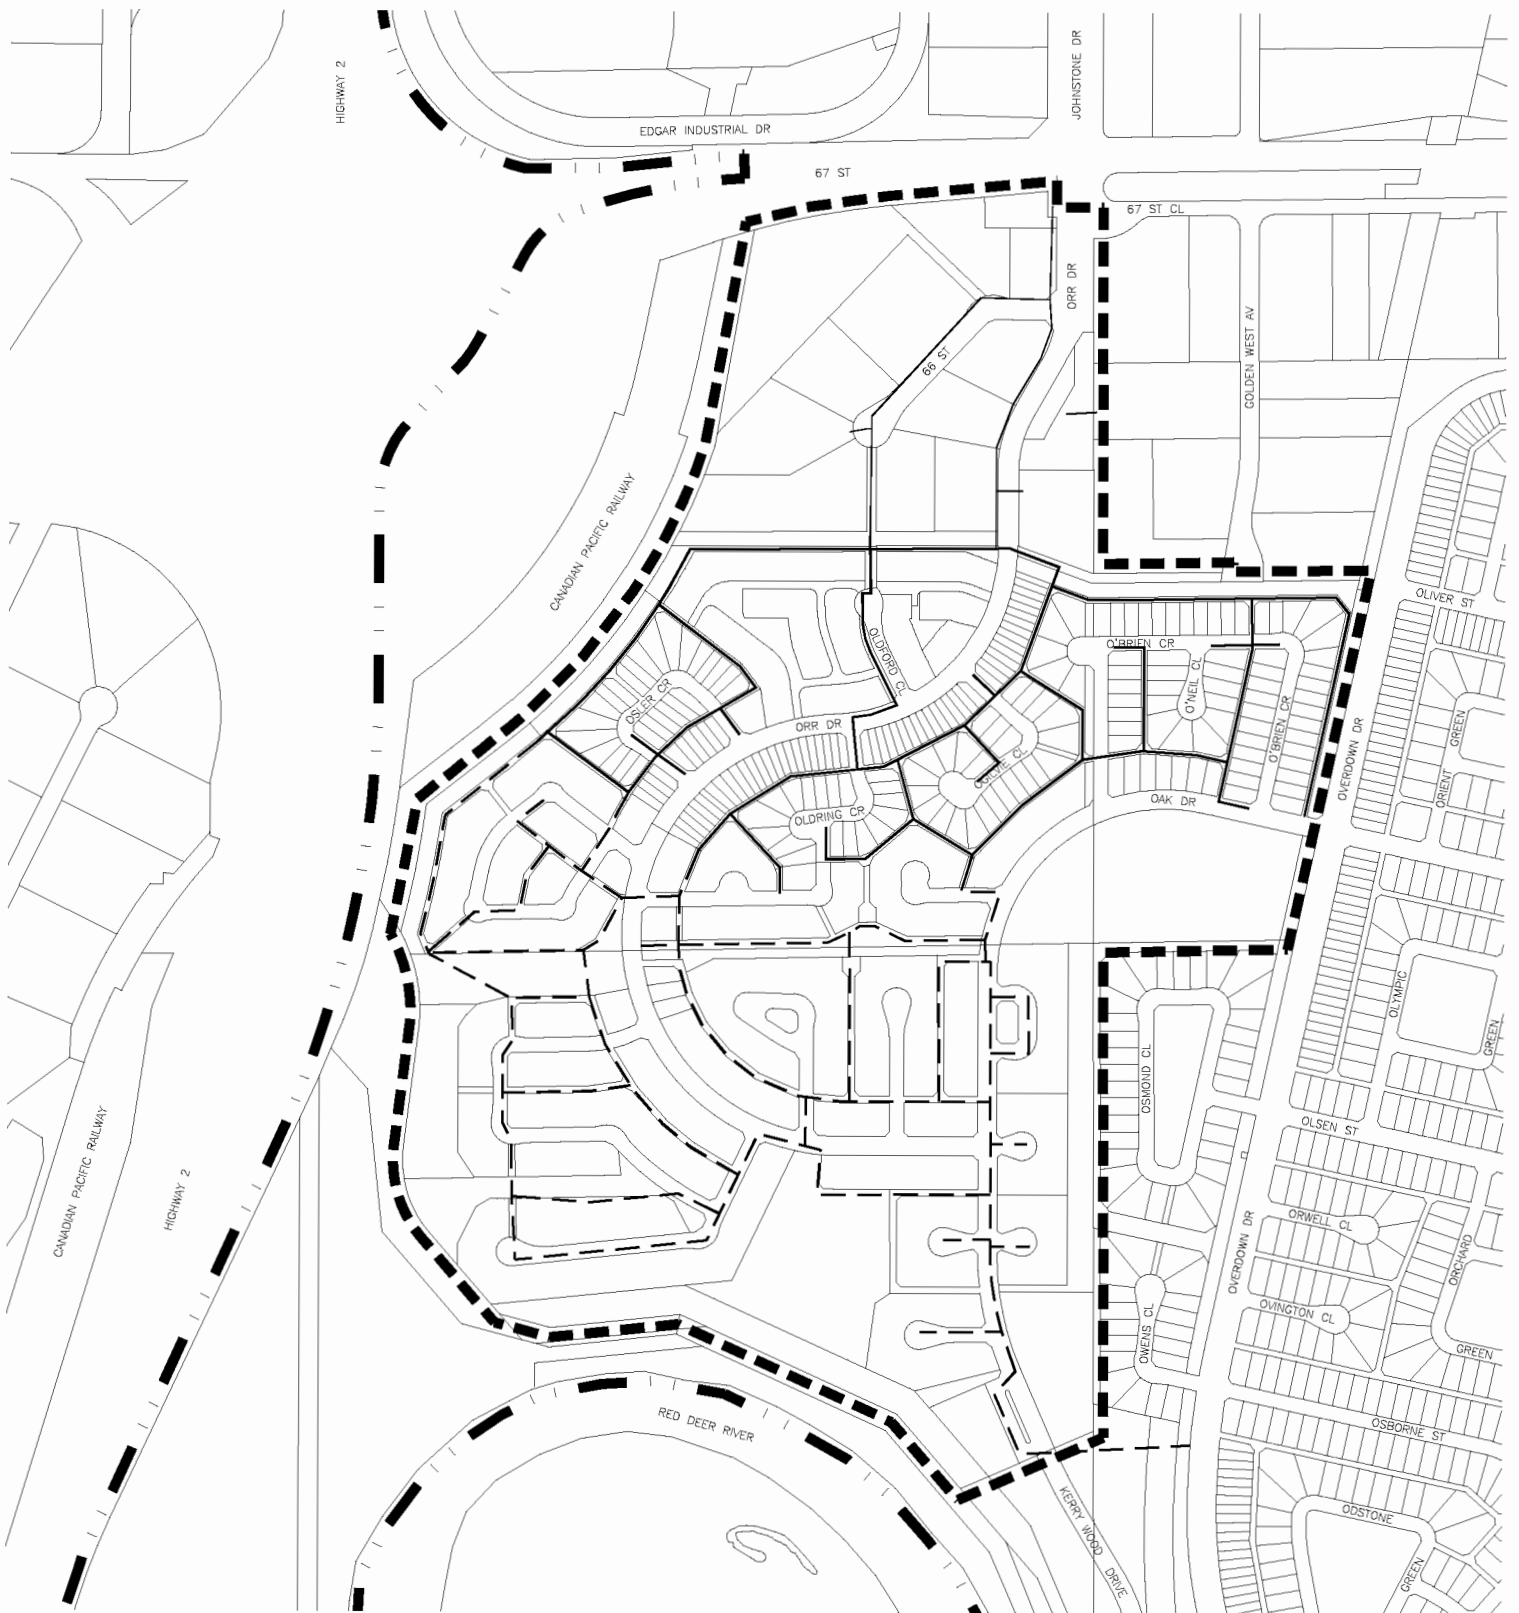 HIGHWAY 2
JOHNSTONE DR
EDGAR INDUSTRIAL DR
67 ST
67 ST CL
ORR DR
GOLDEN WEST AV
66 ST
CANADIAN PACIFIC RAILWAY
OLIVER ST
OLDFORD CL
O'BRIEN CR
O'NEIL CL
OSLER CR
ORR DR
O'BRIEN CR
OVERDOWN DR
GREEN
ORIENT
OGILVIE CL
OLDRING CR
OAK DR
OLYMPIC
GREEN
OSMOND CL
OLSEN ST
CANADIAN PACIFIC RAILWAY
HIGHWAY 2
ORWELL CL
OVERDOWN DR
ORCHARD
OVINGTON CL
OWENS CL
GREEN
RED DEER RIVER
OSBORNE ST
KERRY WOOD DRIVE
ODSTONE
GREEN